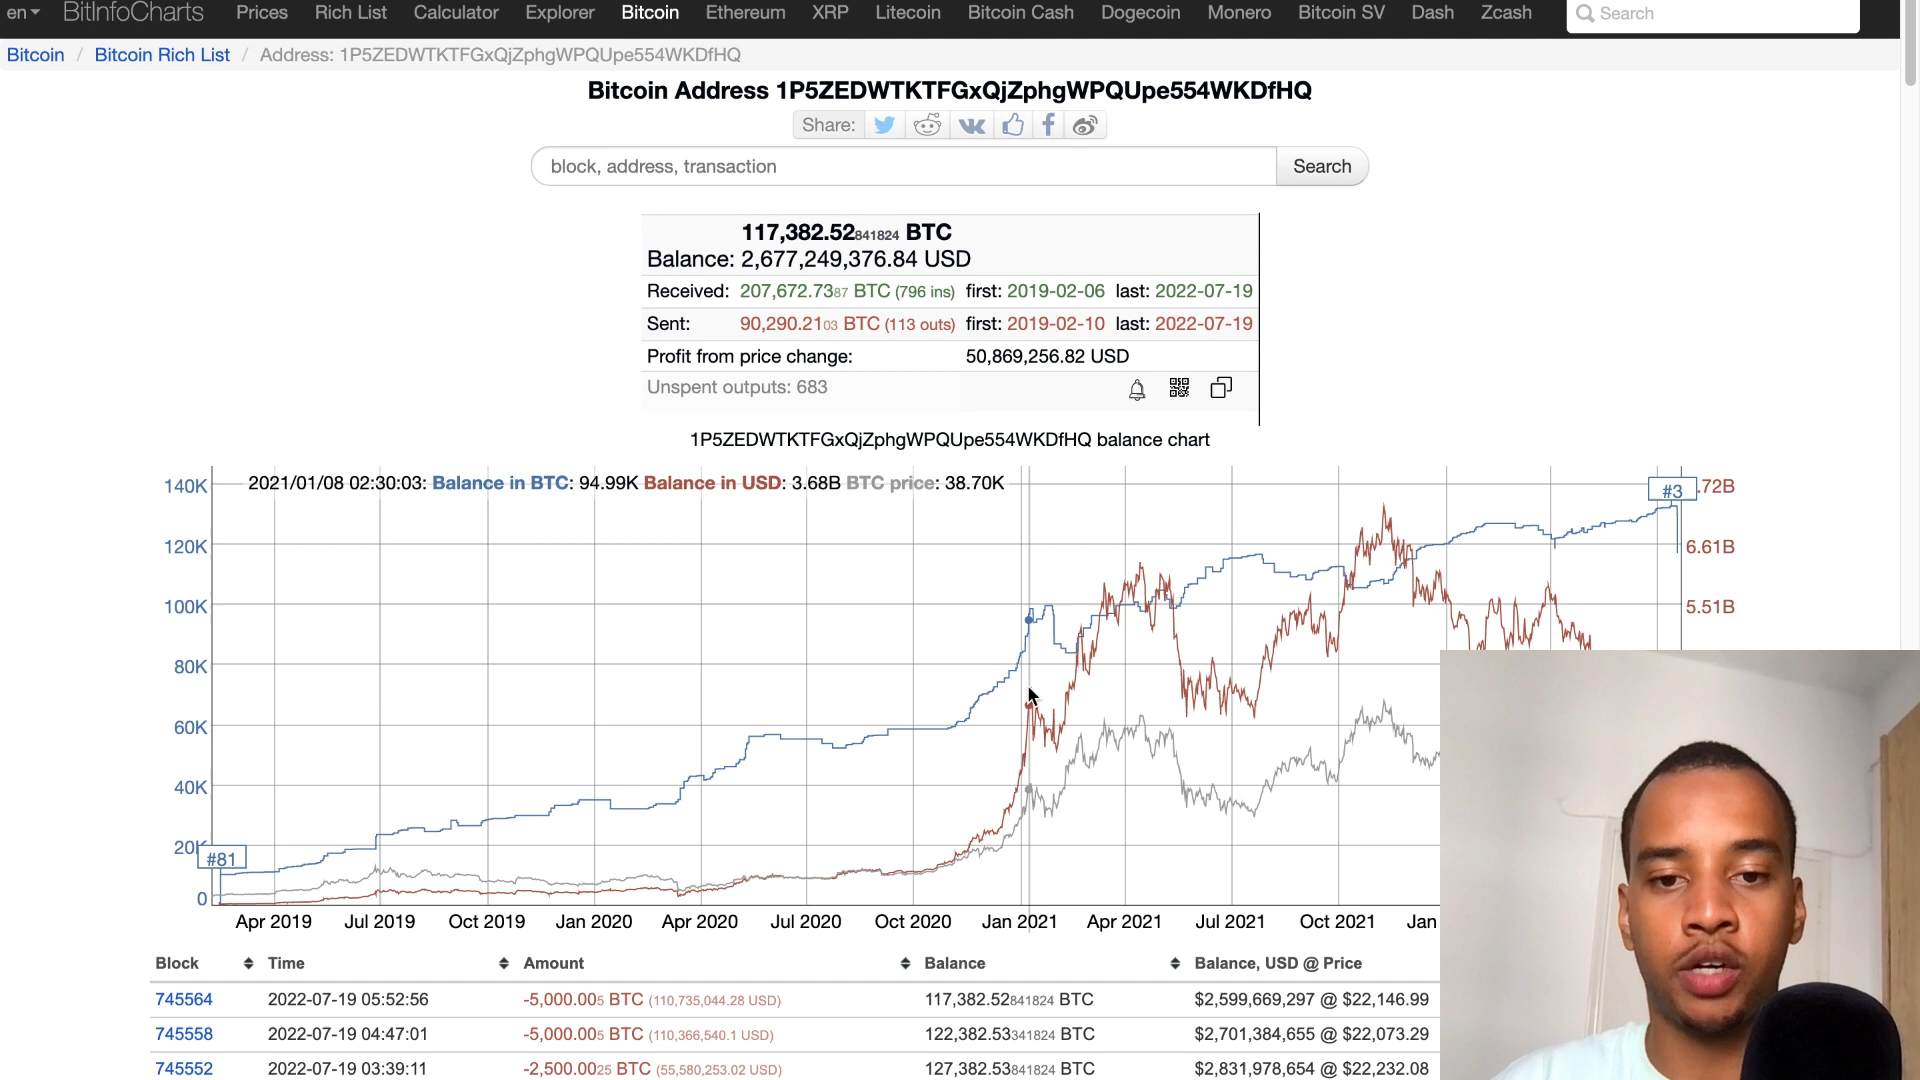 en BitInfoCharts Prices Rich List Calculator Explorer Bitcoin Ethereum XRP Litecoin Bitcoin Cash Dogecoin Monero Bitcoin SV Dash Zcash Search
Bitcoin / Bitcoin Rich List / Address: 1P5ZEDWTKTFGxQjZphgWPQUpe554WKDfHQ
Bitcoin Address 1P5ZEDWTKTFGxQjZphgWPQUpe554WKDfHQ
Share:
block, address, transaction Search
117,382.52841824 BTC
Balance: 2,677,249,376.84 USD
Received: 207,672.7387 BTC (796 ins) first: 2019-02-06 last: 2022-07-19
Sent: 90,290.2103 BTC (113 outs) first: 2019-02-10 last: 2022-07-19
Profit from price change: 50,869,256.82 USD
Unspent outputs: 683
1P5ZEDWTKTFGxQjZphgWPQUpe554WKDfHQ balance chart
2021/01/08 02:30:03: Balance in BTC: 94.99K Balance in USD: 3.68B BTC price: 38.70K
140K #3 .72B
120K 6.61B
100K 5.51B
80K
60K
40K
20K #81
0
Apr 2019 Jul 2019 Oct 2019 Jan 2020 Apr 2020 Jul 2020 Oct 2020 Jan 2021 Apr 2021 Jul 2021 Oct 2021 Jan
Block Time Amount Balance Balance, USD @ Price
745564 2022-07-19 05:52:56 -5,000.005 BTC (110,735,044.28 USD) 117,382.52841824 BTC $2,599,669,297 @ $22,146.99
745558 2022-07-19 04:47:01 -5,000.005 BTC (110,366,540.1 USD) 122,382.53341824 BTC $2,701,384,655 @ $22,073.29
745552 2022-07-19 03:39:11 -2,500.0025 BTC (55,580,253.02 USD) 127,382.53841824 BTC $2,831,978,654 @ $22,232.08